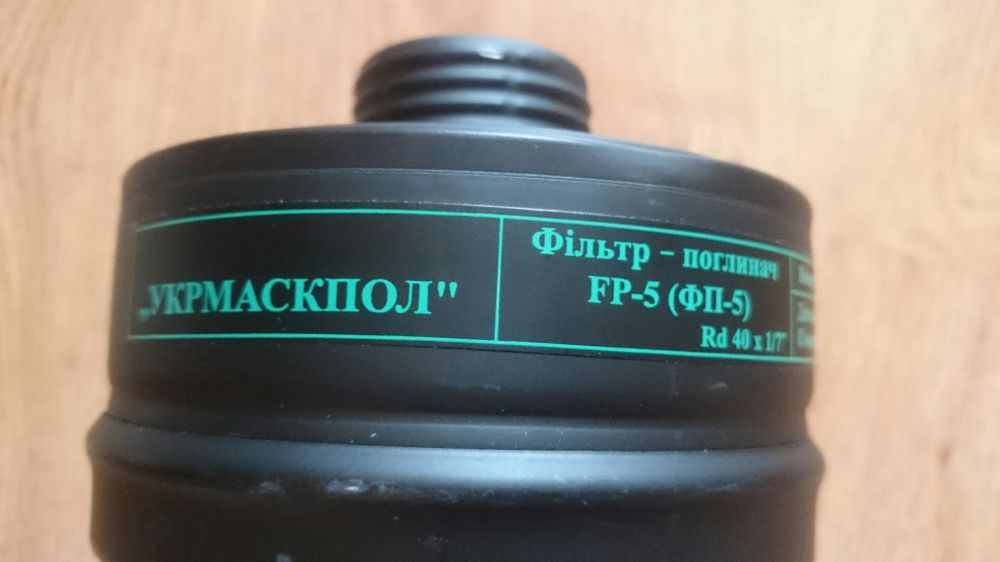 „УКРМАСКПОЛ"
Фільтр – поглинач
FP-5 (ФП-5)
Rd 40 x 1/7"